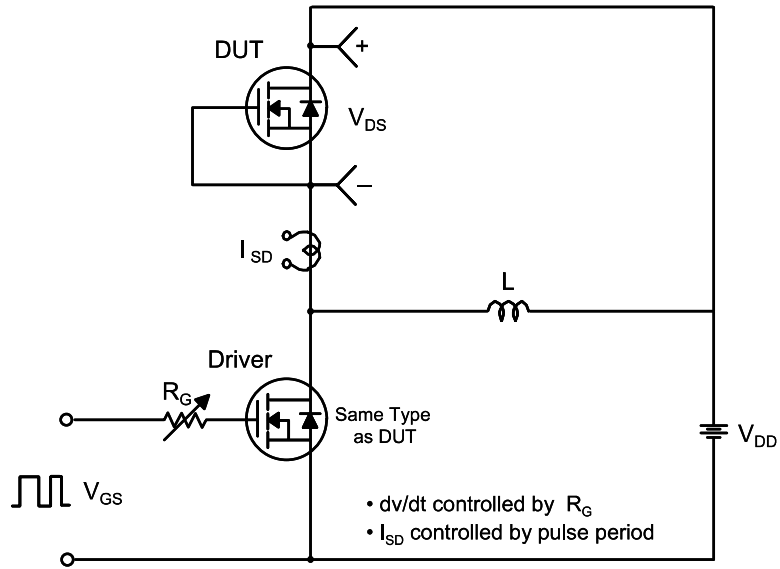 DUT
+
V_DS
–
I_SD
L
Driver
R_G
Same Type
as DUT
V_DD
V_GS
• dv/dt controlled by R_G
• I_SD controlled by pulse period